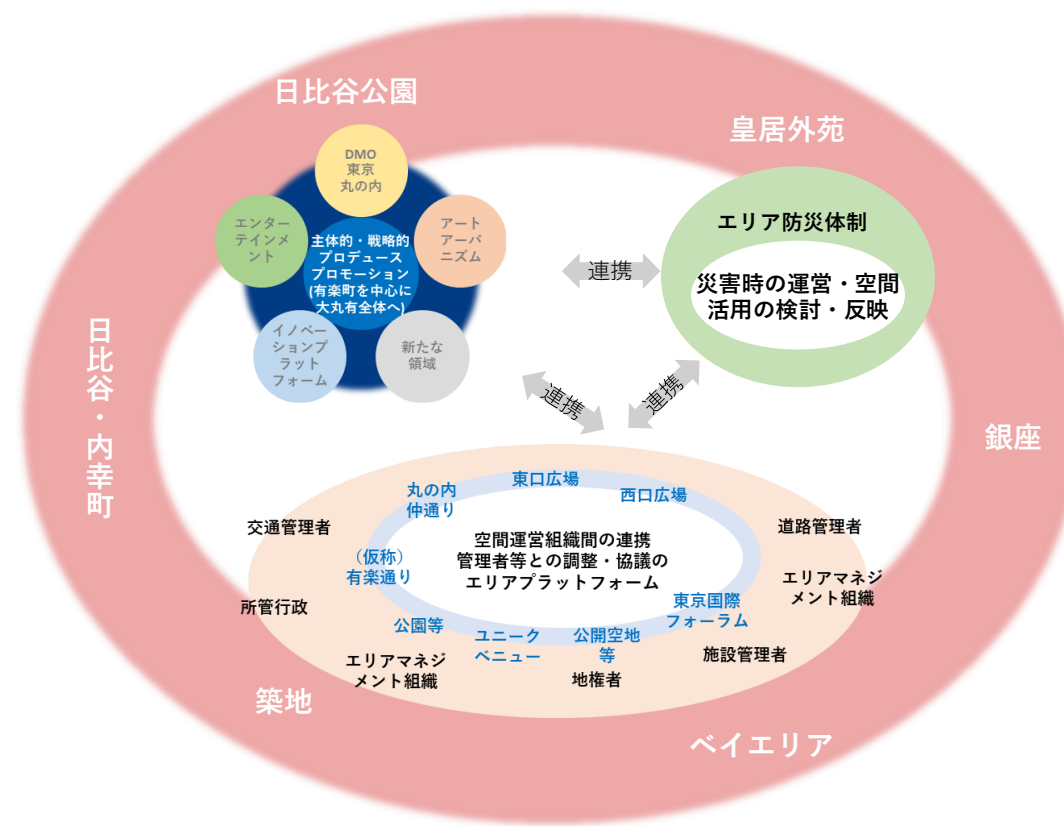 日比谷公園
皇居外苑
DMO
東京
丸の内
エンター
テインメ
ント
アート
アーバ
ニズム
主体的・戦略的
プロデュース
プロモーション
(有楽町を中心に
大丸有全体へ)
イノベー
ションプ
ラット
フォーム
新たな
領域
連携
エリア防災体制
災害時の運営・空間
活用の検討・反映
連携
連携
日比谷・内幸町
銀座
東口広場
丸の内
仲通り
西口広場
交通管理者
道路管理者
空間運営組織間の連携
管理者等との調整・協議の
エリアプラットフォーム
（仮称）
有楽通り
エリアマネジ
メント組織
所管行政
東京国際
フォーラム
公園等
ユニーク
ベニュー
公開空地
等
施設管理者
エリアマネジ
メント組織
地権者
築地
ベイエリア